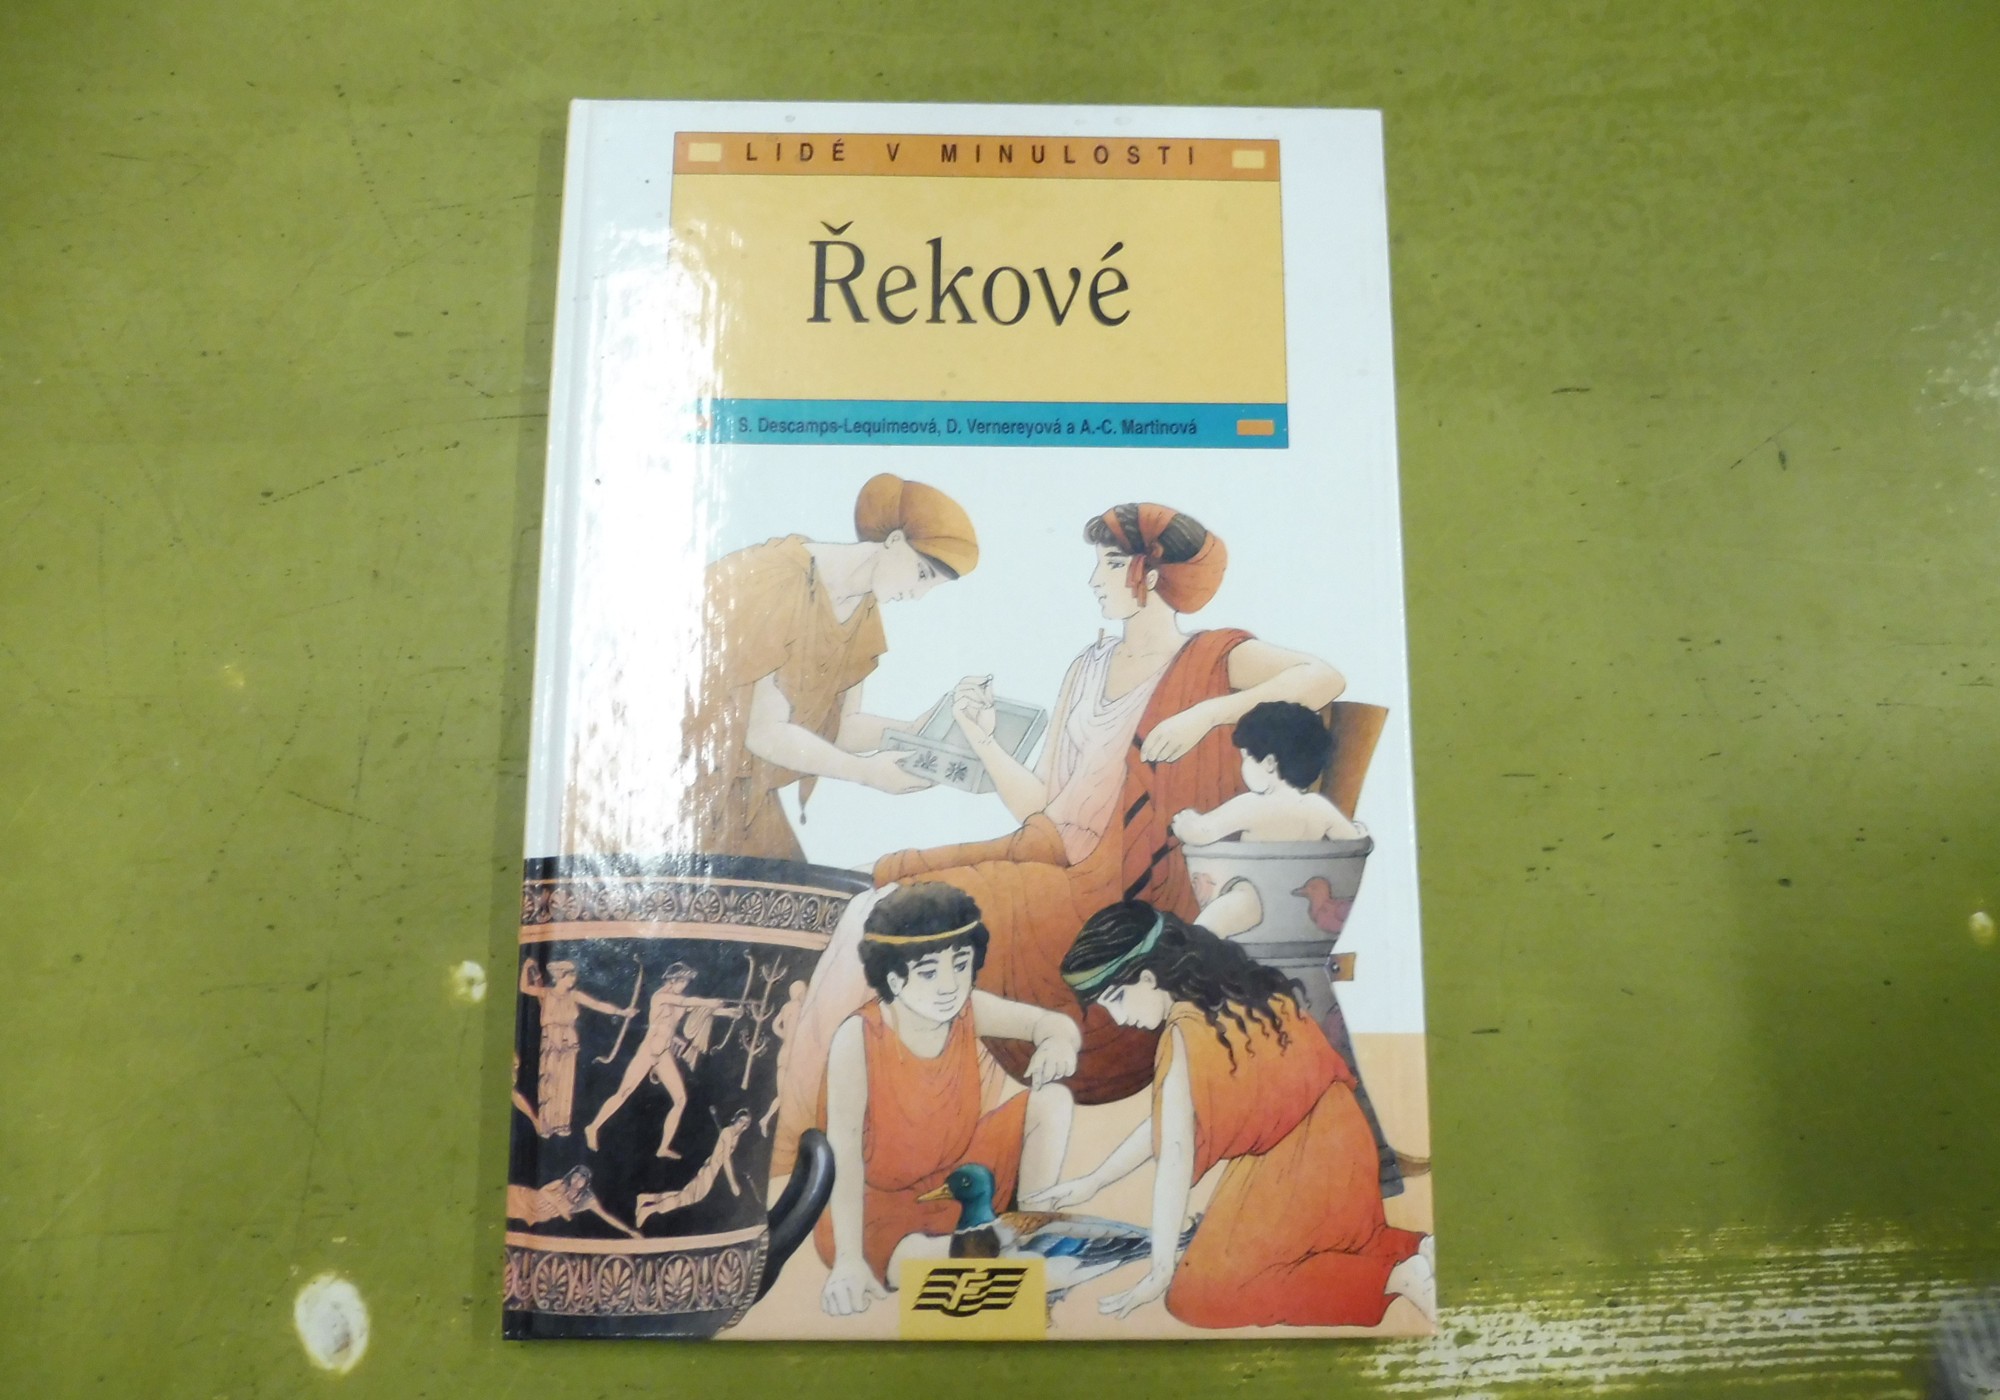 LIDÉ V MINULOSTI
Řekové
S. Descamps-Lequimeová, D. Vernereyová a A.-C. Martinová
F